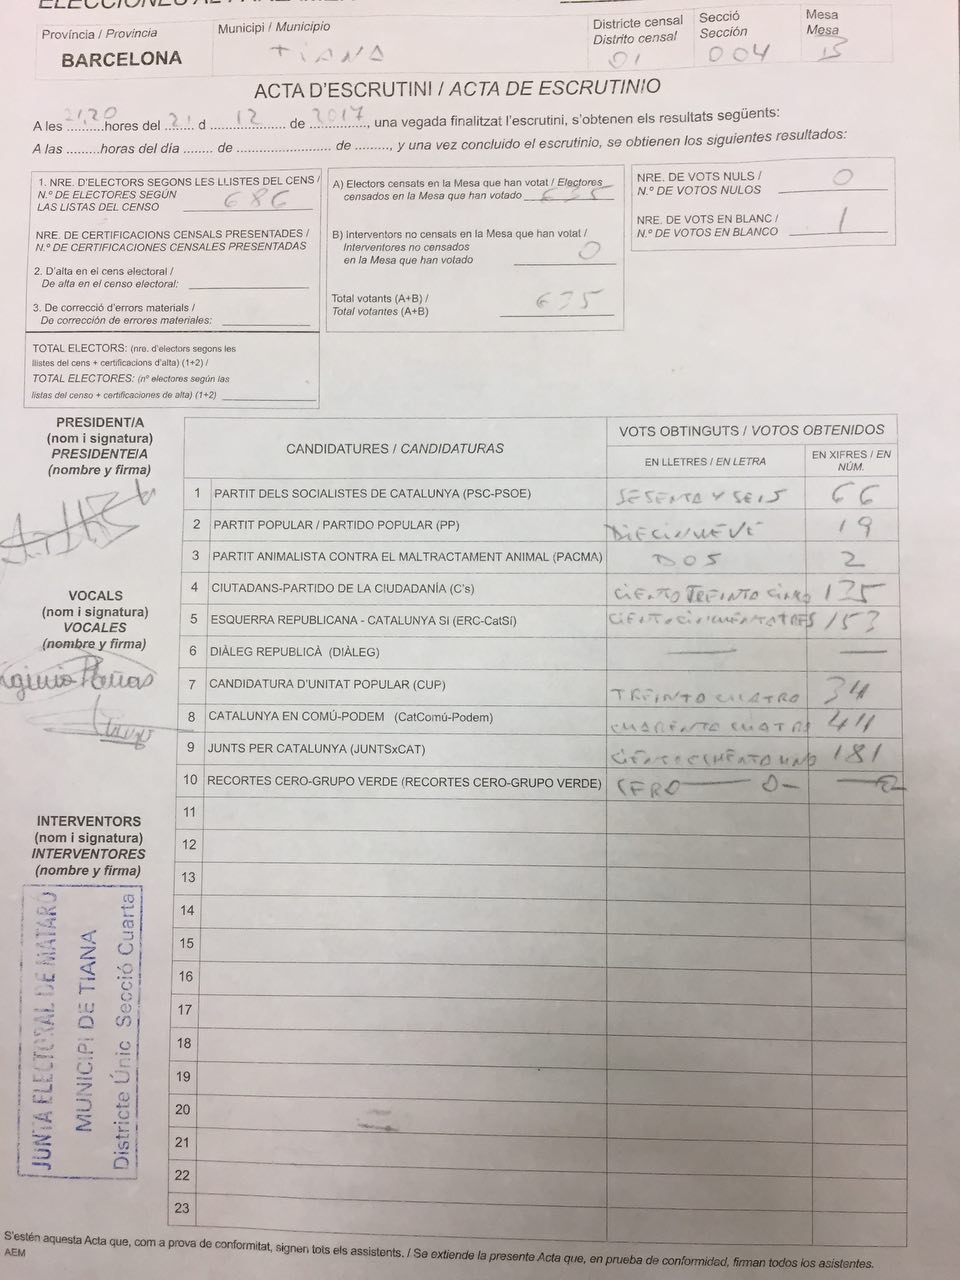 Província / Provincia
BARCELONA
Municipi / Municipio
TIANA
Districte censal
Distrito censal
01
Secció
Sección
004
Mesa
Mesa
B
ACTA D'ESCRUTINI / ACTA DE ESCRUTINIO
A les 21,20 hores del 21 d 12 de 2017, una vegada finalitzat l'escrutini, s'obtenen els resultats següents:
A las .........horas del día ....... de ....................... de ........., y una vez concluido el escrutinio, se obtienen los siguientes resultados:
1. NRE. D'ELECTORS SEGONS LES LLISTES DEL CENS /
N.º DE ELECTORES SEGÚN
LAS LISTAS DEL CENSO 686
NRE. DE CERTIFICACIONS CENSALS PRESENTADES /
N.º DE CERTIFICACIONES CENSALES PRESENTADAS
2. D'alta en el cens electoral /
De alta en el censo electoral:
3. De correcció d'errors materials /
De corrección de errores materiales:
TOTAL ELECTORS: (nre. d'electors segons les
llistes del cens + certificacions d'alta) (1+2) /
TOTAL ELECTORES: (nº electores según las
listas del censo + certificaciones de alta) (1+2)
A) Electors censats en la Mesa que han votat / Electores
censados en la Mesa que han votado 635
B) Interventors no censats en la Mesa que han votat /
Interventores no censados
en la Mesa que han votado 0
Total votants (A+B) /
Total votantes (A+B) 635
NRE. DE VOTS NULS /
N.º DE VOTOS NULOS 0
NRE. DE VOTS EN BLANC /
N.º DE VOTOS EN BLANCO 1
PRESIDENT/A
(nom i signatura)
PRESIDENTE/A
(nombre y firma)
VOCALS
(nom i signatura)
VOCALES
(nombre y firma)
INTERVENTORS
(nom i signatura)
INTERVENTORES
(nombre y firma)
JUNTA ELECTORAL DE MATARÓ
MUNICIPI DE TIANA
Districte Únic Secció Cuarta
CANDIDATURES / CANDIDATURAS
VOTS OBTINGUTS / VOTOS OBTENIDOS
EN LLETRES / EN LETRA
EN XIFRES / EN
NÚM.
1 PARTIT DELS SOCIALISTES DE CATALUNYA (PSC-PSOE) SESENTA Y SEIS 66
2 PARTIT POPULAR / PARTIDO POPULAR (PP) DIECINUEVE 19
3 PARTIT ANIMALISTA CONTRA EL MALTRACTAMENT ANIMAL (PACMA) DOS 2
4 CIUTADANS-PARTIDO DE LA CIUDADANÍA (C's) CIENTO TREINTA CINCO 135
5 ESQUERRA REPUBLICANA - CATALUNYA SI (ERC-CatSí) CIENTO CINCUENTA TRES 153
6 DIÀLEG REPUBLICÀ (DIÀLEG)
7 CANDIDATURA D'UNITAT POPULAR (CUP) TREINTA CUATRO 34
8 CATALUNYA EN COMÚ-PODEM (CatComú-Podem) CUARENTA CUATRO 44
9 JUNTS PER CATALUNYA (JUNTSxCAT) CIENTO OCHENTA UNO 181
10 RECORTES CERO-GRUPO VERDE (RECORTES CERO-GRUPO VERDE) CERO 0
11
12
13
14
15
16
17
18
19
20
21
22
23
S'estén aquesta Acta que, com a prova de conformitat, signen tots els assistents. / Se extiende la presente Acta que, en prueba de conformidad, firman todos los asistentes.
AEM